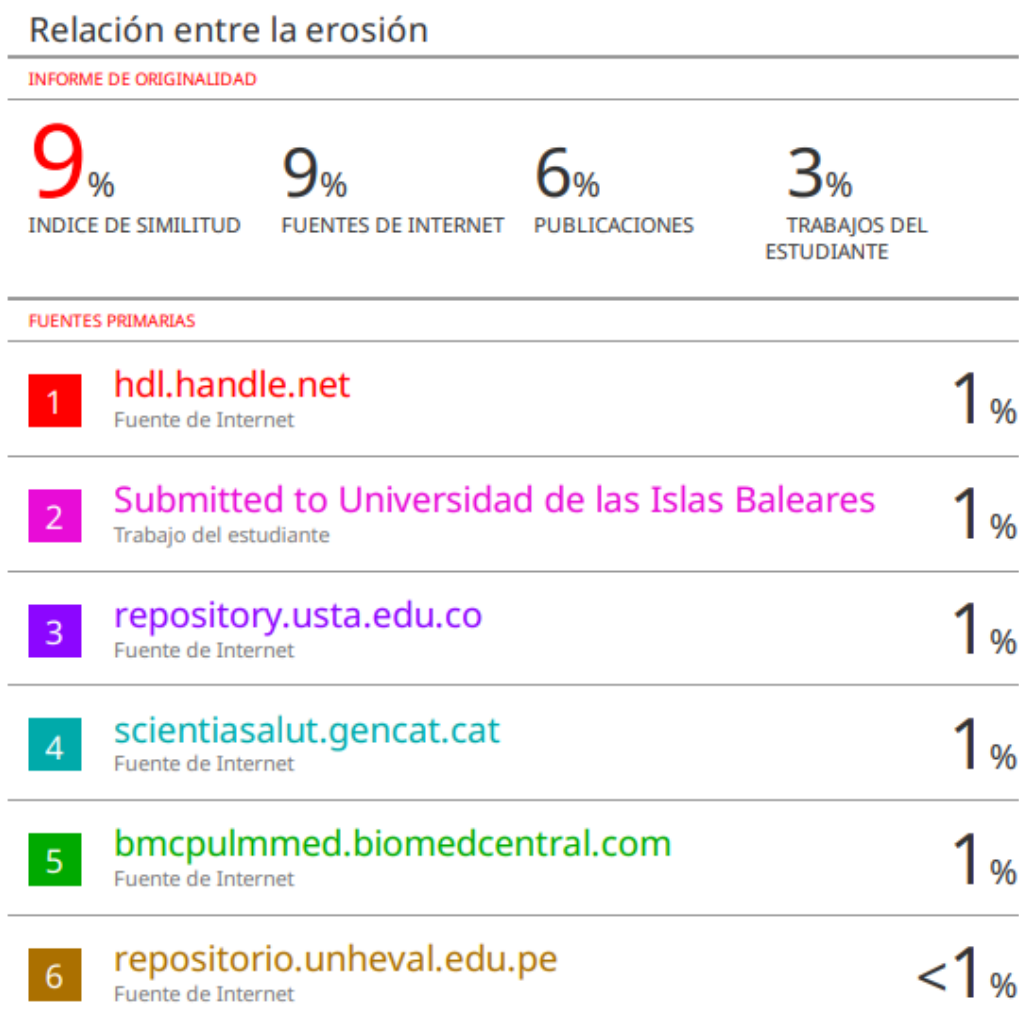 Relación entre la erosión
INFORME DE ORIGINALIDAD
9% 9% 6% 3%
INDICE DE SIMILITUD FUENTES DE INTERNET PUBLICACIONES TRABAJOS DEL
ESTUDIANTE
FUENTES PRIMARIAS
1 hdl.handle.net 1%
Fuente de Internet
2 Submitted to Universidad de las Islas Baleares 1%
Trabajo del estudiante
3 repository.usta.edu.co 1%
Fuente de Internet
4 scientiasalut.gencat.cat 1%
Fuente de Internet
5 bmcpulmmed.biomedcentral.com 1%
Fuente de Internet
6 repositorio.unheval.edu.pe <1%
Fuente de Internet